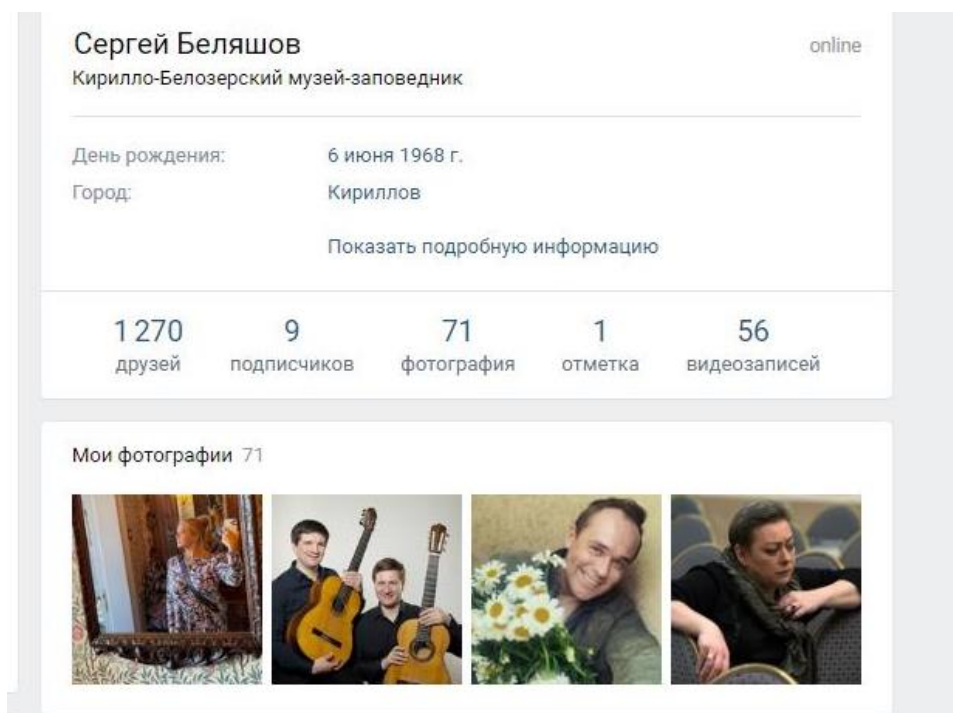 Сергей Беляшов
online
Кирилло-Белозерский музей-заповедник
День рождения: 6 июня 1968 г.
Город: Кириллов
Показать подробную информацию
1 270 9 71 1 56
друзей подписчиков фотография отметка видеозаписей
Мои фотографии 71